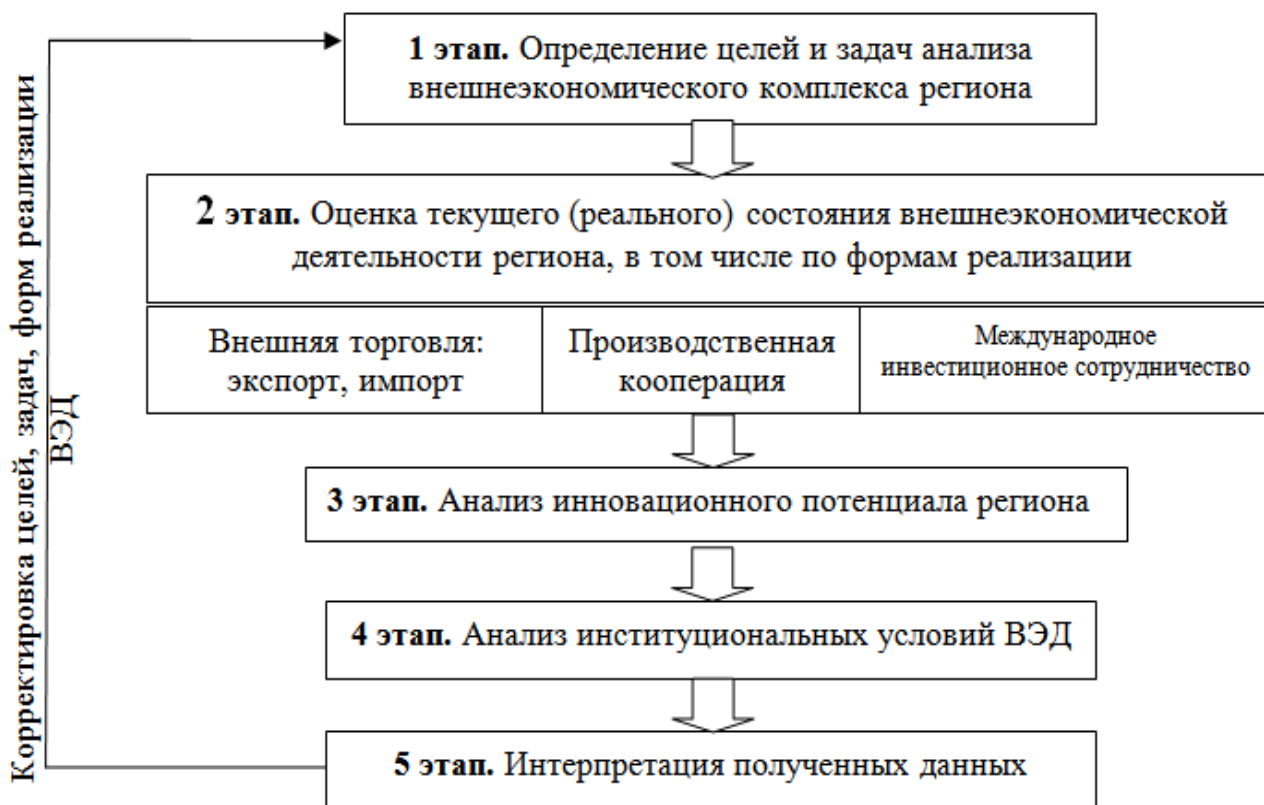 1 этап. Определение целей и задач анализа
внешнеэкономического комплекса региона
2 этап. Оценка текущего (реального) состояния внешнеэкономической
деятельности региона, в том числе по формам реализации
Внешняя торговля:
экспорт, импорт
Производственная
кооперация
Международное
инвестиционное сотрудничество
3 этап. Анализ инновационного потенциала региона
4 этап. Анализ институциональных условий ВЭД
5 этап. Интерпретация полученных данных
Корректировка целей, задач, форм реализации
ВЭД